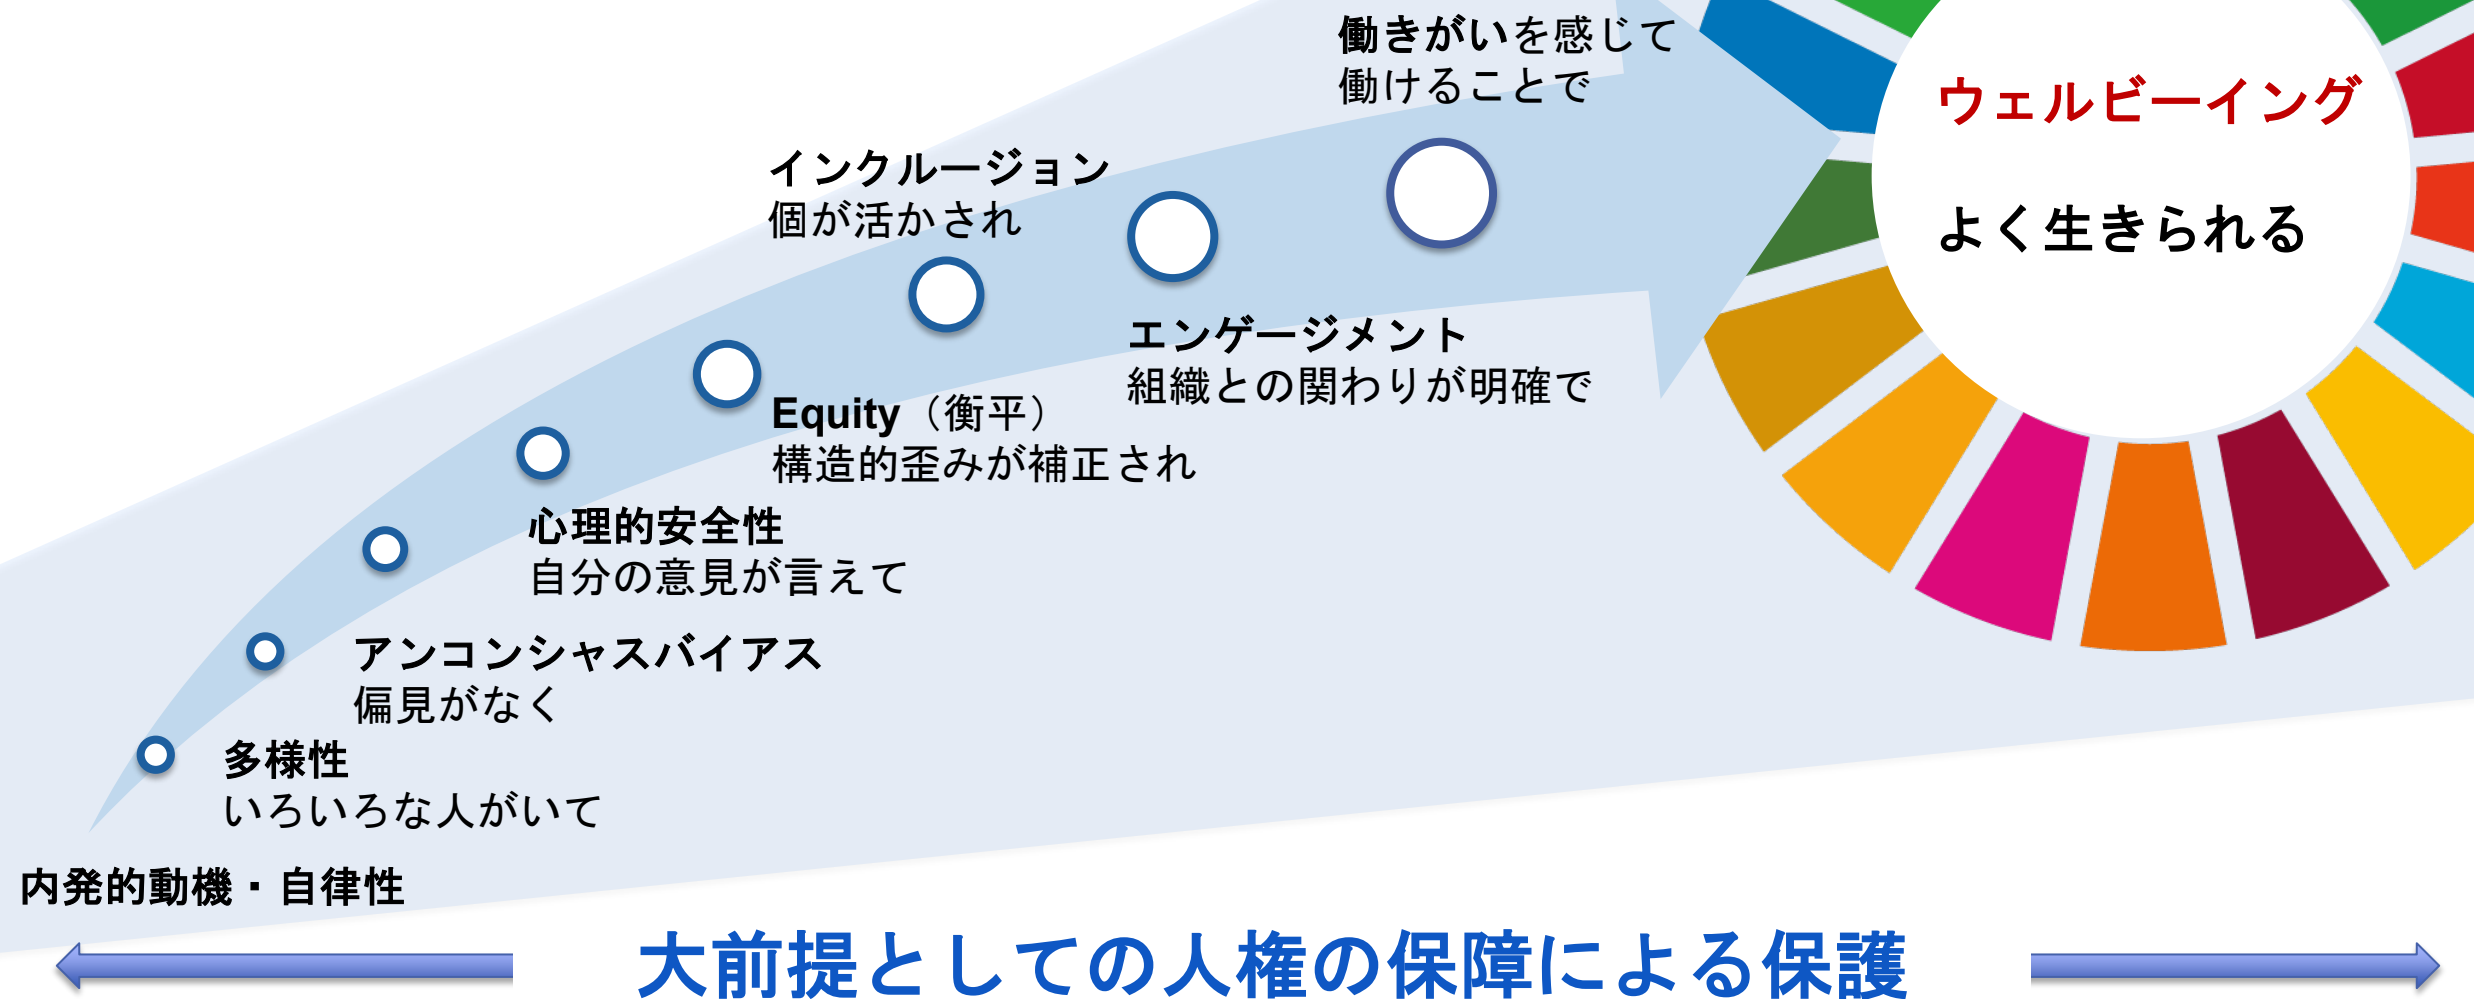 働きがいを感じて
働けることで
ウェルビーイング
よく生きられる
インクルージョン
個が活かされ
エンゲージメント
組織との関わりが明確で
Equity（衡平）
構造的歪みが補正され
心理的安全性
自分の意見が言えて
アンコンシャスバイアス
偏見がなく
多様性
いろいろな人がいて
内発的動機・自律性
大前提としての人権の保障による保護